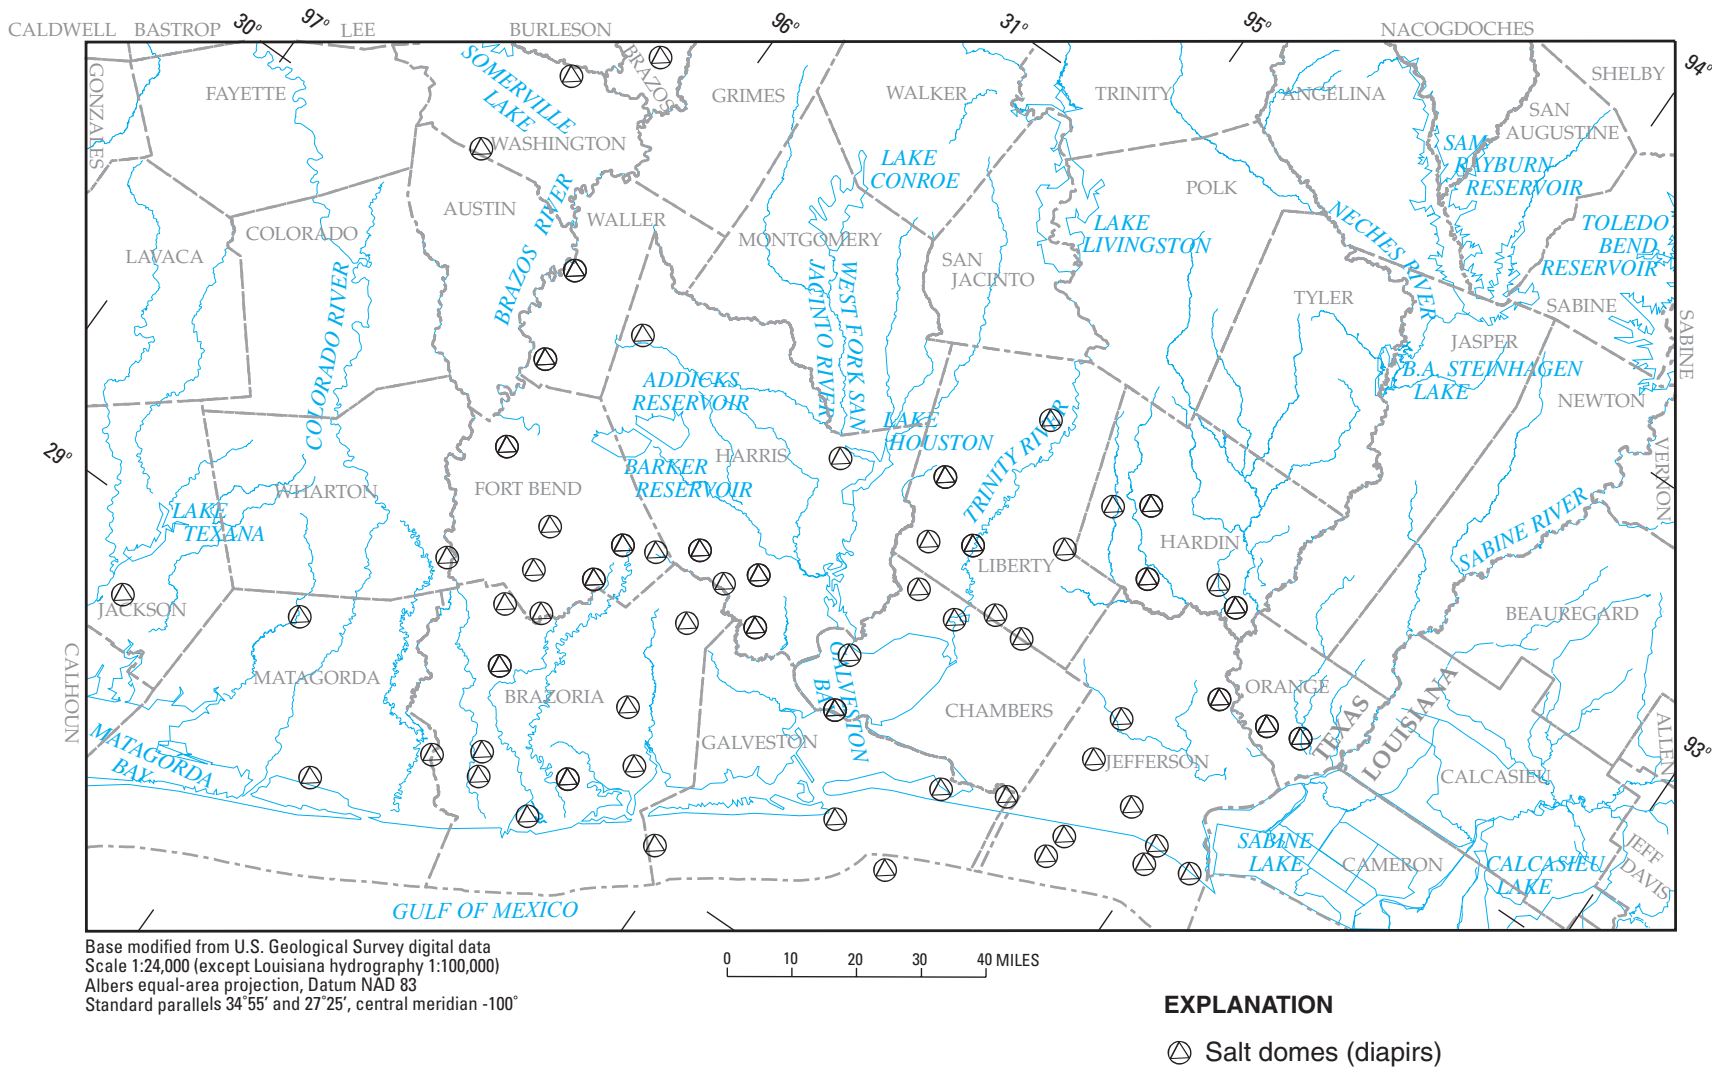 CALDWELL
BASTROP
30°
97°
LEE
BURLESON
96°
31°
95°
NACOGDOCHES
94°
GONZALES
FAYETTE
SOMERVILLE
LAKE
BRAZOS
GRIMES
WALKER
TRINITY
ANGELINA
SHELBY
SAN
AUGUSTINE
WASHINGTON
SAM
RAYBURN
RESERVOIR
LAKE
CONROE
POLK
AUSTIN
BRAZOS RIVER
WALLER
COLORADO
LAVACA
MONTGOMERY
LAKE
LIVINGSTON
NECHES RIVER
TOLEDO
BEND
RESERVOIR
SAN
JACINTO
WEST FORK SAN
JACINTO RIVER
TYLER
SABINE
SABINE
COLORADO RIVER
JASPER
B.A. STEINHAGEN
LAKE
NEWTON
ADDICKS
RESERVOIR
LAKE
HOUSTON
TRINITY RIVER
VERNON
29°
HARRIS
BARKER
RESERVOIR
WHARTON
FORT BEND
LAKE
TEXANA
SABINE RIVER
HARDIN
LIBERTY
JACKSON
BEAUREGARD
CALHOUN
MATAGORDA
BRAZORIA
GALVESTON
BAY
CHAMBERS
ORANGE
TEXAS
LOUISIANA
ALLEN
93°
MATAGORDA
BAY
GALVESTON
JEFFERSON
CALCASIEU
SABINE
LAKE
CAMERON
CALCASIEU
LAKE
JEFF
DAVIS
GULF OF MEXICO
Base modified from U.S. Geological Survey digital data
Scale 1:24,000 (except Louisiana hydrography 1:100,000)
Albers equal-area projection, Datum NAD 83
Standard parallels 34°55′ and 27°25′, central meridian -100°
0 10 20 30 40 MILES
EXPLANATION
Salt domes (diapirs)